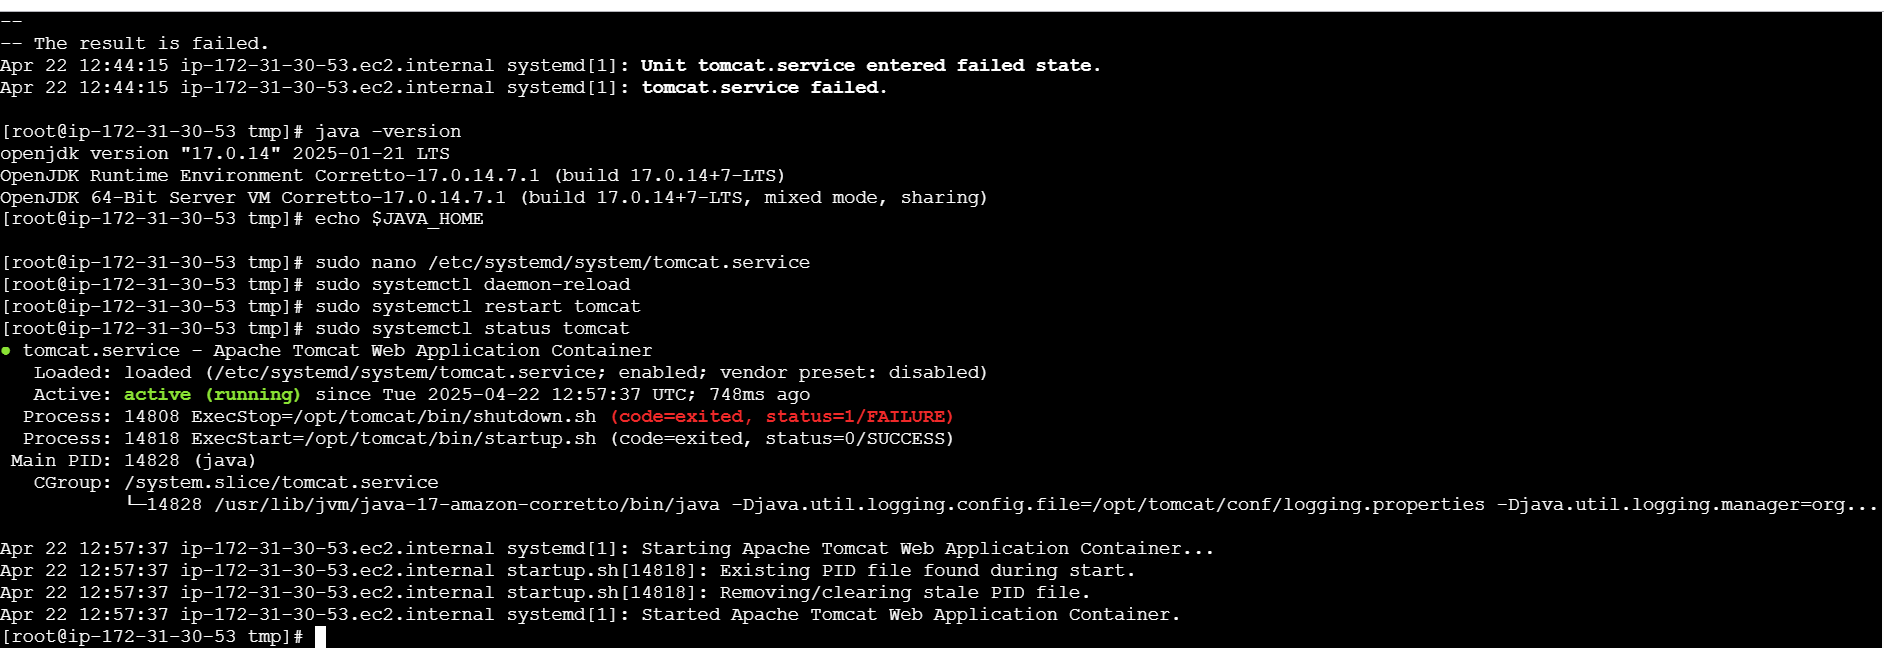 --
-- The result is failed.
Apr 22 12:44:15 ip-172-31-30-53.ec2.internal systemd[1]: Unit tomcat.service entered failed state.
Apr 22 12:44:15 ip-172-31-30-53.ec2.internal systemd[1]: tomcat.service failed.
[root@ip-172-31-30-53 tmp]# java -version
openjdk version "17.0.14" 2025-01-21 LTS
OpenJDK Runtime Environment Corretto-17.0.14.7.1 (build 17.0.14+7-LTS)
OpenJDK 64-Bit Server VM Corretto-17.0.14.7.1 (build 17.0.14+7-LTS, mixed mode, sharing)
[root@ip-172-31-30-53 tmp]# echo $JAVA_HOME
[root@ip-172-31-30-53 tmp]# sudo nano /etc/systemd/system/tomcat.service
[root@ip-172-31-30-53 tmp]# sudo systemctl daemon-reload
[root@ip-172-31-30-53 tmp]# sudo systemctl restart tomcat
[root@ip-172-31-30-53 tmp]# sudo systemctl status tomcat
● tomcat.service - Apache Tomcat Web Application Container
   Loaded: loaded (/etc/systemd/system/tomcat.service; enabled; vendor preset: disabled)
   Active: active (running) since Tue 2025-04-22 12:57:37 UTC; 748ms ago
  Process: 14808 ExecStop=/opt/tomcat/bin/shutdown.sh (code=exited, status=1/FAILURE)
  Process: 14818 ExecStart=/opt/tomcat/bin/startup.sh (code=exited, status=0/SUCCESS)
 Main PID: 14828 (java)
   CGroup: /system.slice/tomcat.service
           └─14828 /usr/lib/jvm/java-17-amazon-corretto/bin/java -Djava.util.logging.config.file=/opt/tomcat/conf/logging.properties -Djava.util.logging.manager=org...
Apr 22 12:57:37 ip-172-31-30-53.ec2.internal systemd[1]: Starting Apache Tomcat Web Application Container...
Apr 22 12:57:37 ip-172-31-30-53.ec2.internal startup.sh[14818]: Existing PID file found during start.
Apr 22 12:57:37 ip-172-31-30-53.ec2.internal startup.sh[14818]: Removing/clearing stale PID file.
Apr 22 12:57:37 ip-172-31-30-53.ec2.internal systemd[1]: Started Apache Tomcat Web Application Container.
[root@ip-172-31-30-53 tmp]#